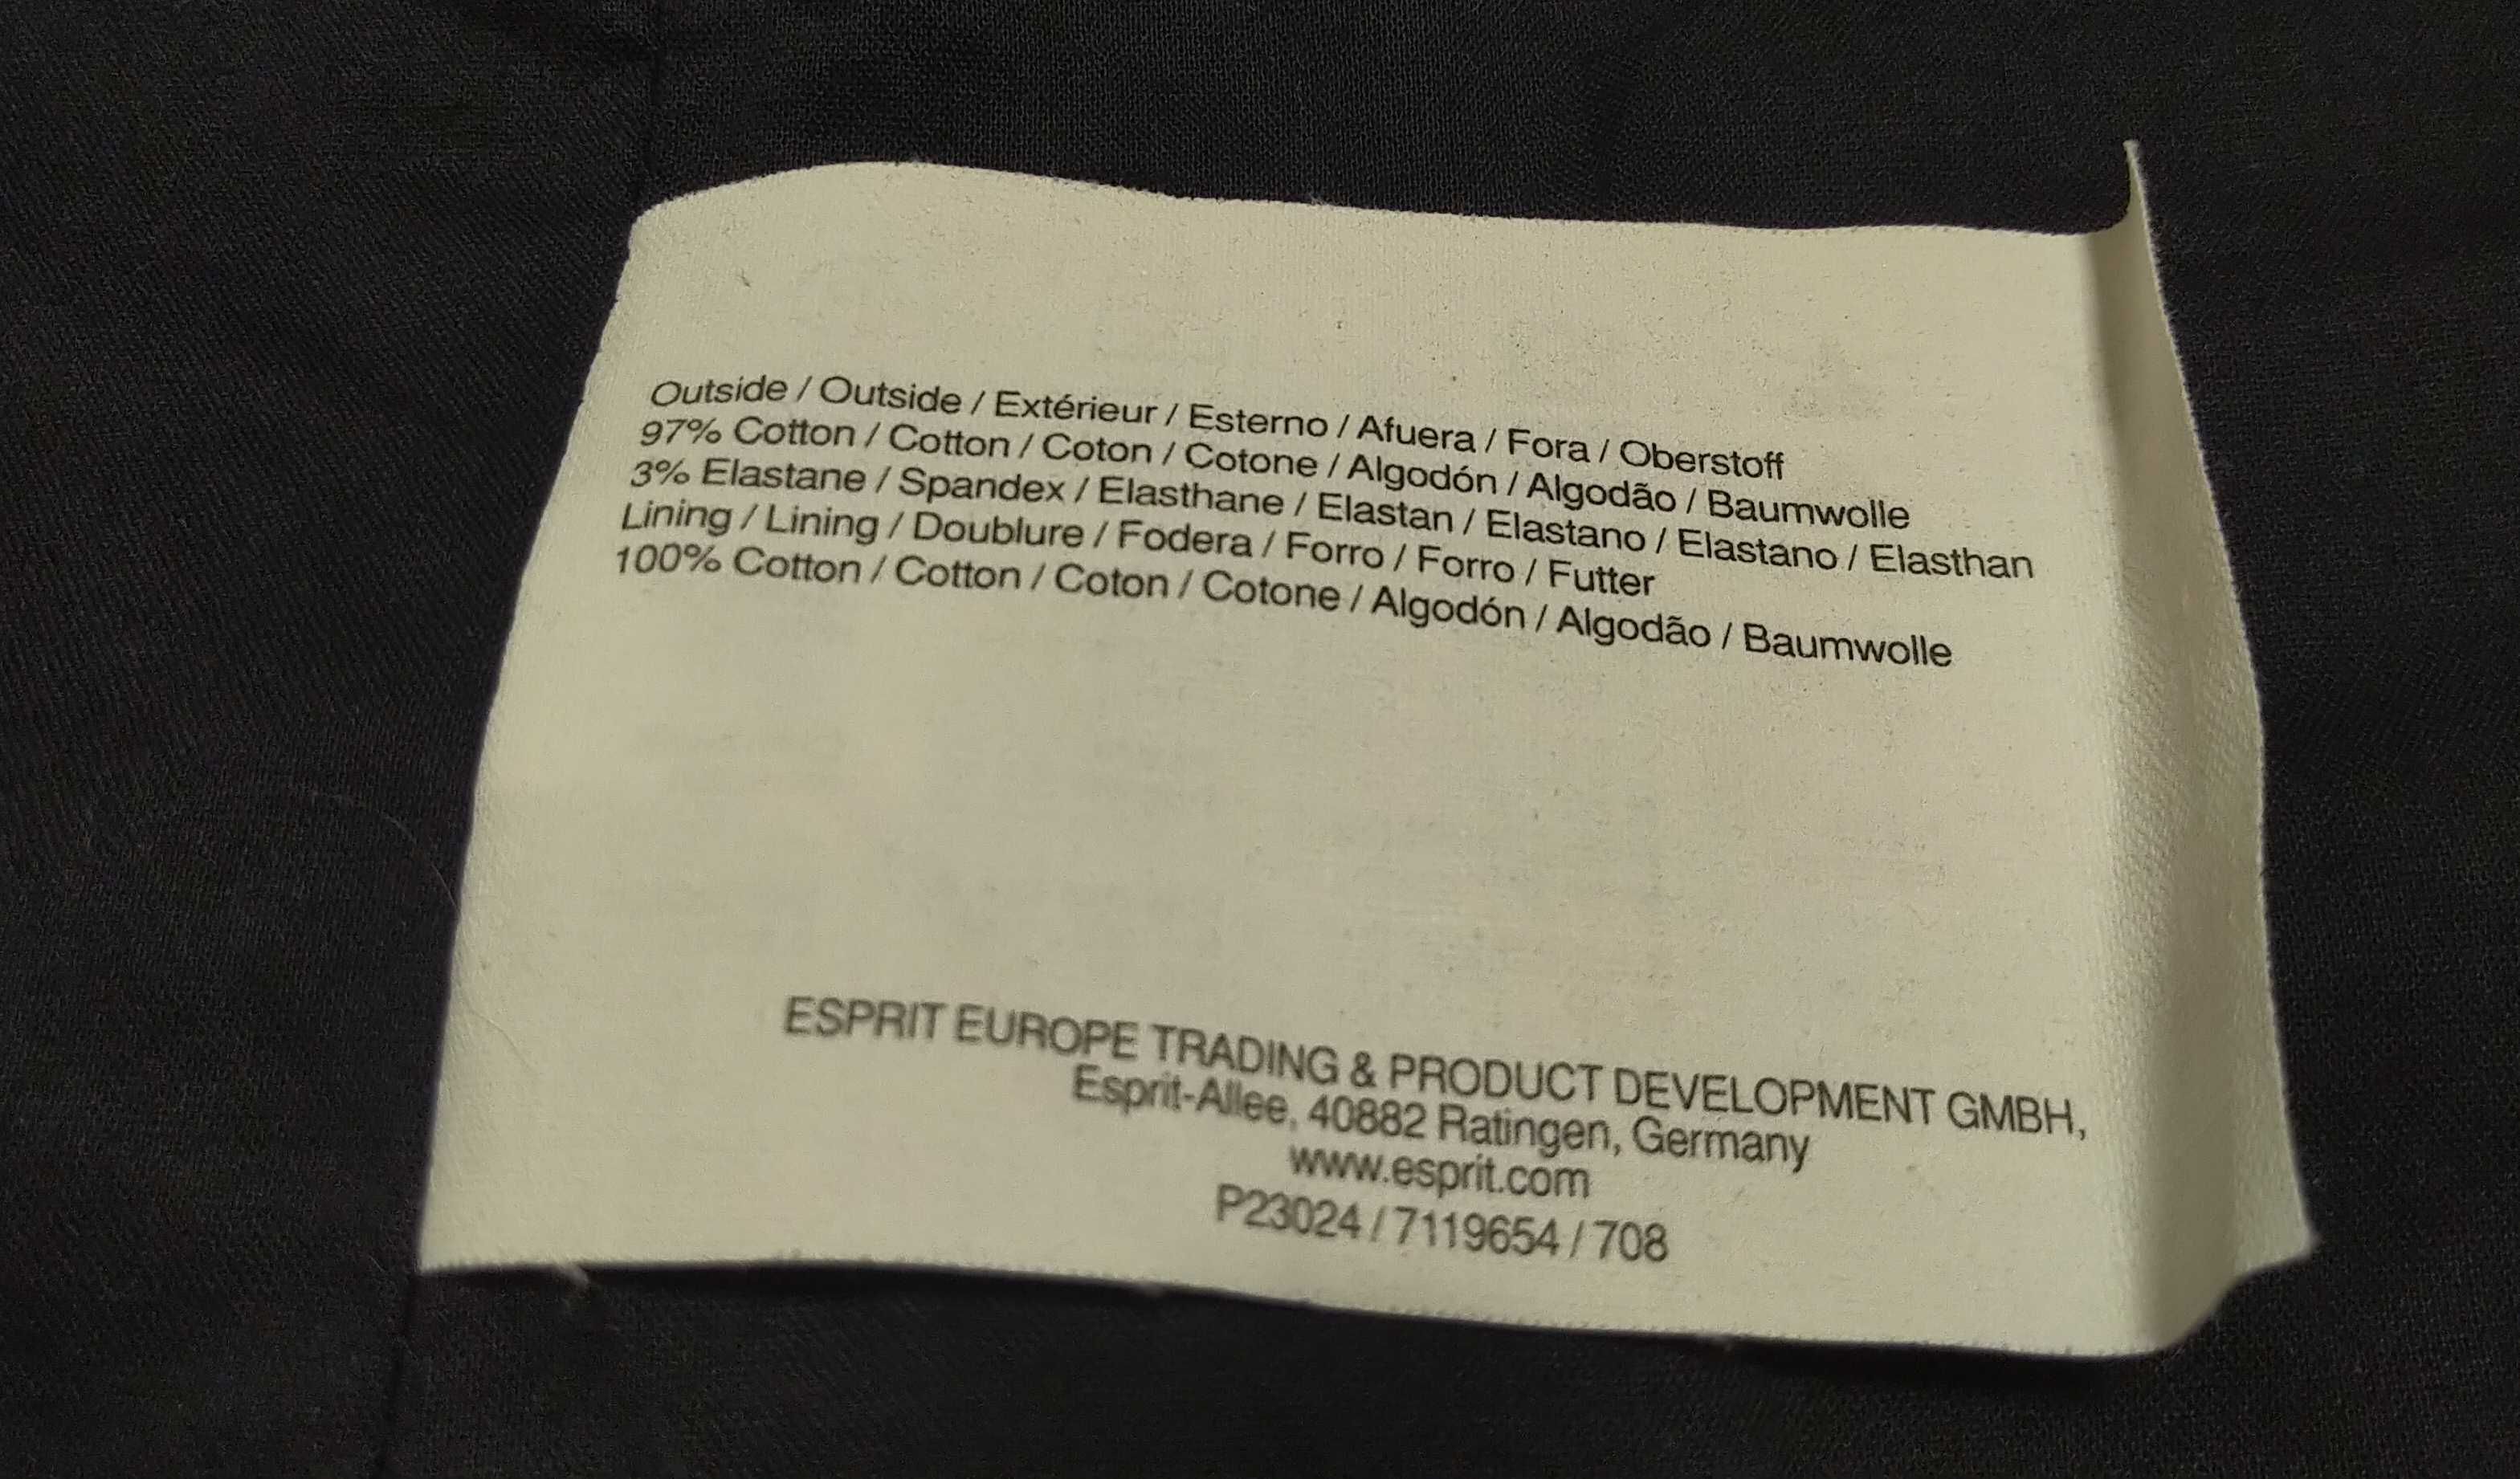 Outside / Outside / Extérieur / Esterno / Afuera / Fora / Oberstoff
97% Cotton / Cotton / Coton / Cotone / Algodón / Algodão / Baumwolle
3% Elastane / Spandex / Elasthane / Elastan / Elastano / Elastano / Elasthan
Lining / Lining / Doublure / Fodera / Forro / Forro / Futter
100% Cotton / Cotton / Coton / Cotone / Algodón / Algodão / Baumwolle
ESPRIT EUROPE TRADING & PRODUCT DEVELOPMENT GMBH,
Esprit-Allee, 40882 Ratingen, Germany
www.esprit.com
P23024 / 7119654 / 708